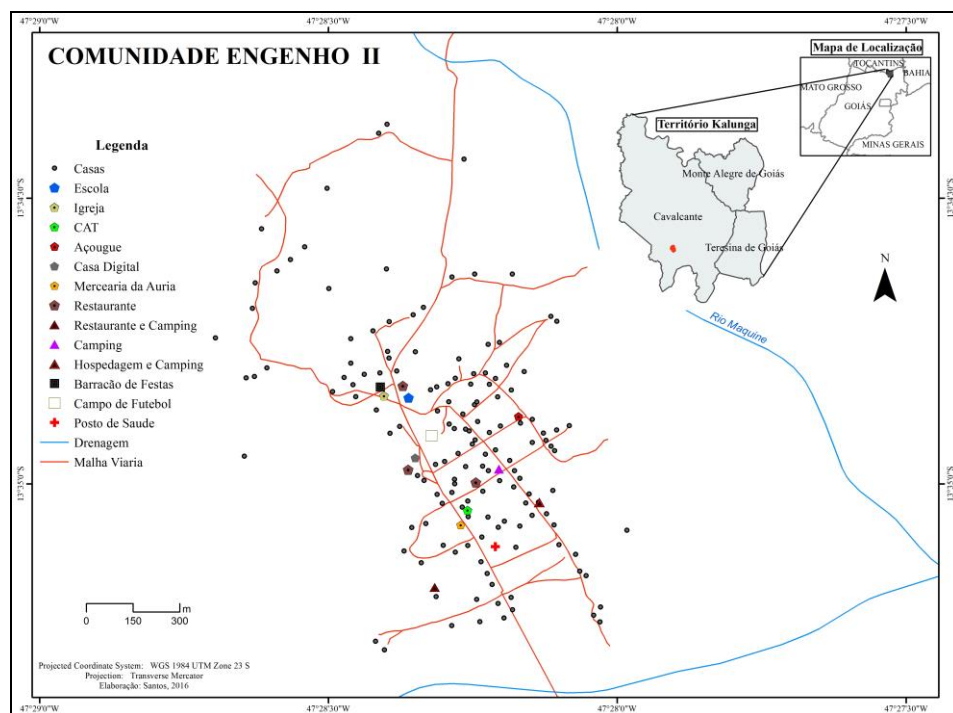 47°29'0"W
47°28'30"W
47°28'0"W
47°27'30"W
COMUNIDADE ENGENHO II
Mapa de Localização
TOCANTINS
BAHIA
MATO GROSSO
GOIÁS
MINAS GERAIS
Território Kalunga
Monte Alegre de Goiás
Cavalcante
Teresina de Goiás
13°34'30"S
13°34'30"S
N
Rio Maquine
Legenda
Casas
Escola
Igreja
CAT
Açougue
Casa Digital
Mercearia da Auria
Restaurante
Restaurante e Camping
Camping
Hospedagem e Camping
Barracão de Festas
Campo de Futebol
Posto de Saude
Drenagem
Malha Viaria
13°35'0"S
13°35'0"S
0 150 300 m
Projected Coordinate System: WGS 1984 UTM Zone 23 S
Projection: Transverse Mercator
Elaboração: Santos, 2016
47°29'0"W
47°28'30"W
47°28'0"W
47°27'30"W